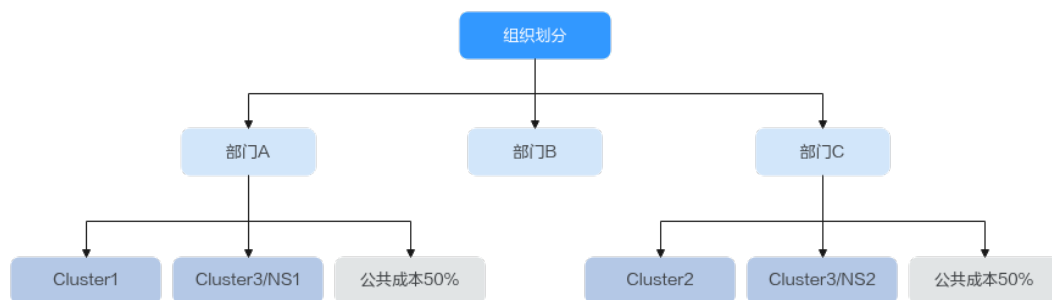 组织划分
部门A
部门B
部门C
Cluster1
Cluster3/NS1
公共成本50%
Cluster2
Cluster3/NS2
公共成本50%